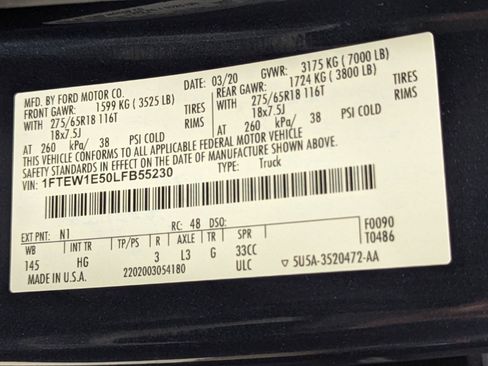 MFD. BY FORD MOTOR CO. DATE: 03/20 GVWR: 3175 KG (7000 LB)
FRONT GAWR: 1599 KG (3525 LB) REAR GAWR: 1724 KG (3800 LB)
WITH 275/65R18 116T TIRES WITH 275/65R18 116T TIRES
18x7.5J RIMS 18x7.5J RIMS
AT 260 kPa/ 38 PSI COLD AT 260 kPa/ 38 PSI COLD
THIS VEHICLE CONFORMS TO ALL APPLICABLE FEDERAL MOTOR VEHICLE
SAFETY STANDARDS IN EFFECT ON THE DATE OF MANUFACTURE SHOWN ABOVE.
VIN: 1FTEW1E50LFB55230 TYPE: Truck
EXT PNT: N1 RC: 48 DSO: F0090
WB INT TR TP/PS R AXLE TR SPR T0486
145 HG 3 L3 G 33CC
MADE IN U.S.A. 2202003054180 ULC ▽ 5U5A-3520472-AA